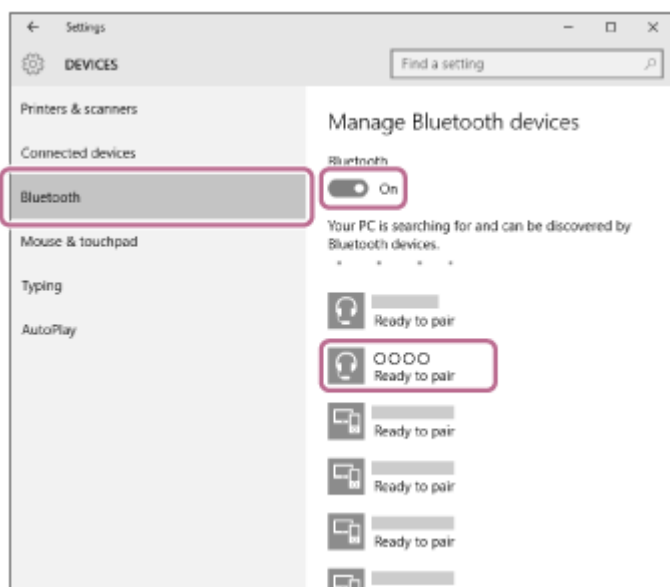 Settings
DEVICES
Find a setting
Printers & scanners
Connected devices
Bluetooth
Mouse & touchpad
Typing
AutoPlay
Manage Bluetooth devices
Bluetooth
On
Your PC is searching for and can be discovered by
Bluetooth devices.
Ready to pair
OOOO
Ready to pair
Ready to pair
Ready to pair
Ready to pair